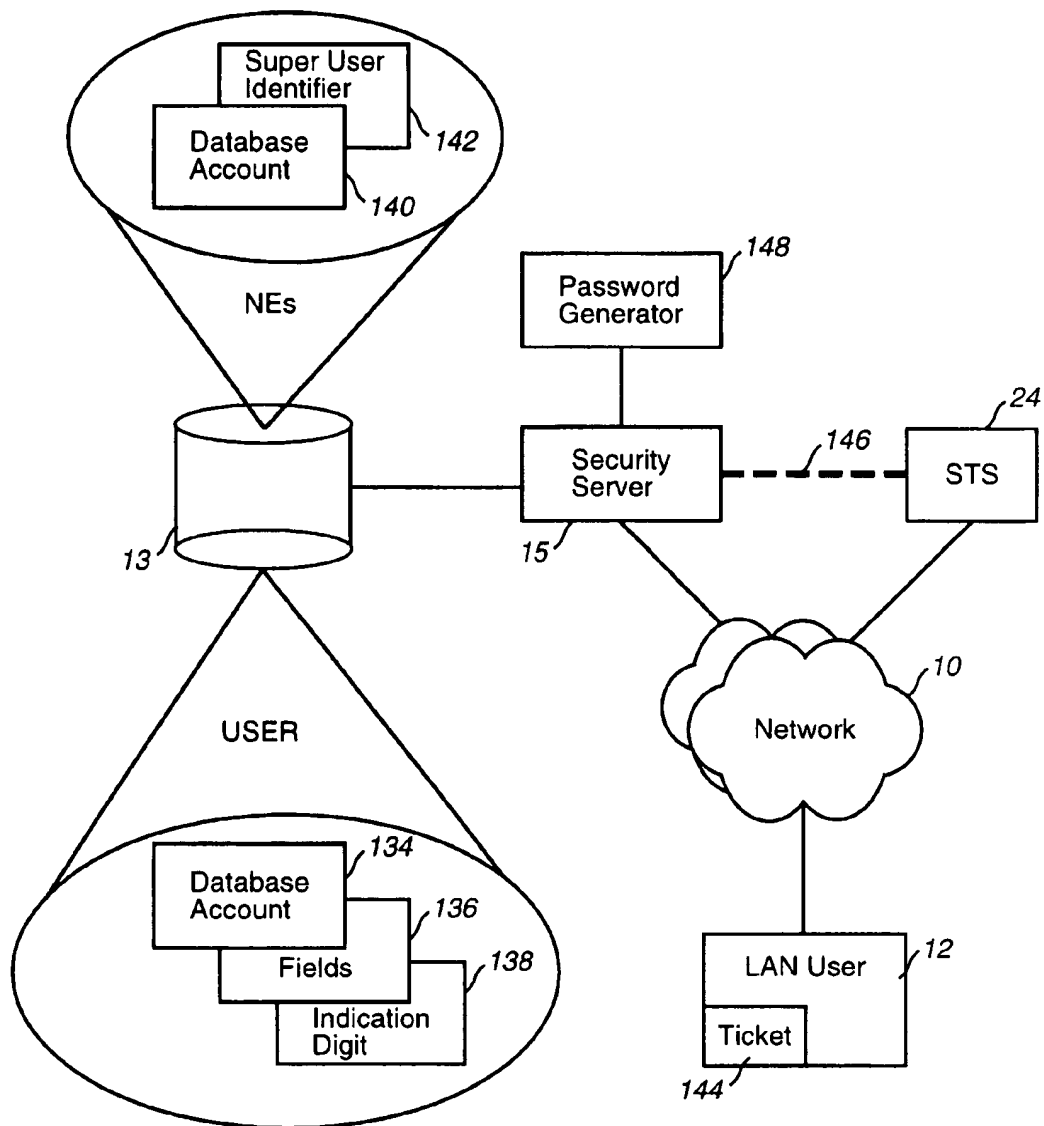 Super User
Identifier
142
Database
Account
140
NEs
148
Password
Generator
24
146
Security
Server
STS
13
15
10
Network
USER
134
Database
Account
136
Fields
138
Indication
Digit
12
LAN User
Ticket
144